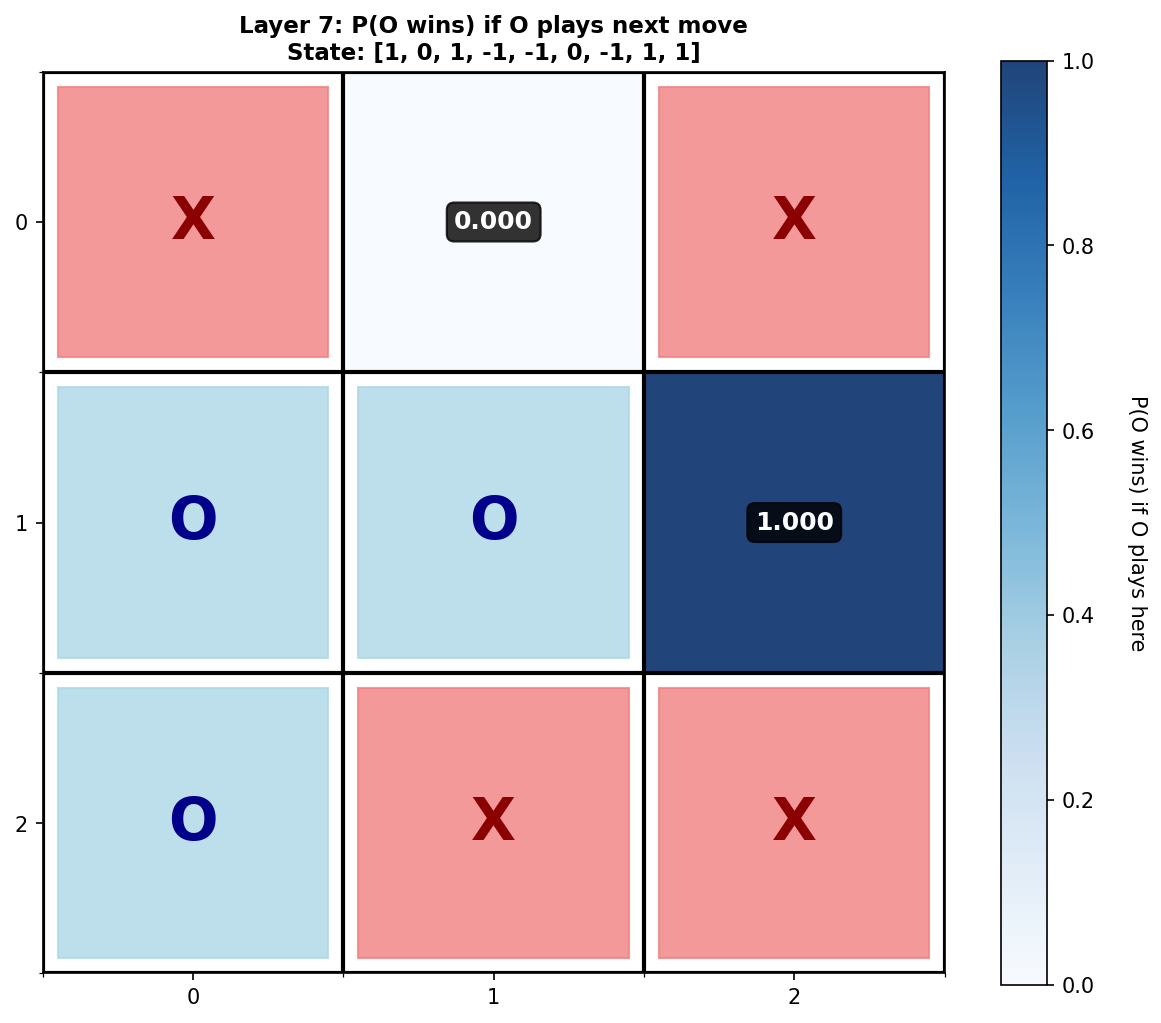 Layer 7: P(O wins) if O plays next move
State: [1, 0, 1, -1, -1, 0, -1, 1, 1]
X
0.000
X
O
O
1.000
O
X
X
0
1
2
0
1
2
1.0
0.8
0.6
0.4
0.2
0.0
P(O wins) if O plays here